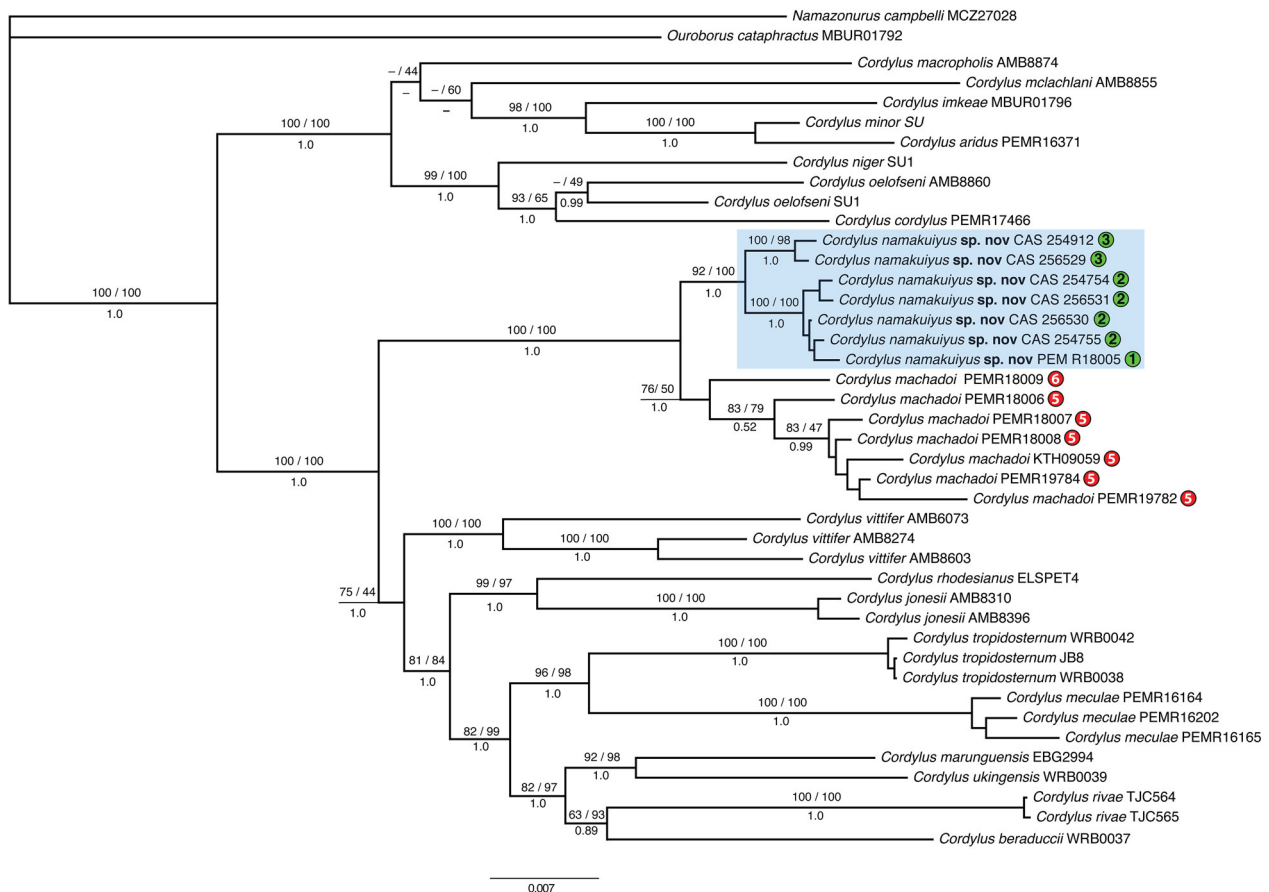 Namazonurus campbelli MCZ27028
Ouroborus cataphractus MBUR01792
Cordylus macropholis AMB8874
– / 44
–
Cordylus mclachlani AMB8855
– / 60
–
Cordylus imkeae MBUR01796
98 / 100
1.0
100 / 100
1.0
Cordylus minor SU
100 / 100
1.0
Cordylus aridus PEMR16371
Cordylus niger SU1
99 / 100
1.0
Cordylus oelofseni AMB8860
– / 49
0.99
93 / 65
1.0
Cordylus oelofseni SU1
Cordylus cordylus PEMR17466
100 / 98
1.0
Cordylus namakuiyus sp. nov CAS 254912 3
Cordylus namakuiyus sp. nov CAS 256529 3
92 / 100
1.0
Cordylus namakuiyus sp. nov CAS 254754 2
100 / 100
1.0
Cordylus namakuiyus sp. nov CAS 256531 2
100 / 100
1.0
Cordylus namakuiyus sp. nov CAS 256530 2
Cordylus namakuiyus sp. nov CAS 254755 2
100 / 100
1.0
Cordylus namakuiyus sp. nov PEM R18005 1
Cordylus machadoi PEMR18009 6
76/ 50
1.0
Cordylus machadoi PEMR18006 5
83 / 79
0.52
Cordylus machadoi PEMR18007 5
83 / 47
0.99
Cordylus machadoi PEMR18008 5
Cordylus machadoi KTH09059 5
100 / 100
1.0
Cordylus machadoi PEMR19784 5
Cordylus machadoi PEMR19782 5
Cordylus vittifer AMB6073
100 / 100
1.0
Cordylus vittifer AMB8274
100 / 100
1.0
Cordylus vittifer AMB8603
Cordylus rhodesianus ELSPET4
99 / 97
1.0
75 / 44
1.0
Cordylus jonesii AMB8310
100 / 100
1.0
Cordylus jonesii AMB8396
Cordylus tropidosternum WRB0042
100 / 100
1.0
Cordylus tropidosternum JB8
81 / 84
1.0
96 / 98
1.0
Cordylus tropidosternum WRB0038
Cordylus meculae PEMR16164
100 / 100
1.0
Cordylus meculae PEMR16202
82 / 99
1.0
Cordylus meculae PEMR16165
Cordylus marunguensis EBG2994
92 / 98
1.0
Cordylus ukingensis WRB0039
82 / 97
1.0
Cordylus rivae TJC564
100 / 100
1.0
Cordylus rivae TJC565
63 / 93
0.89
Cordylus beraduccii WRB0037
0.007